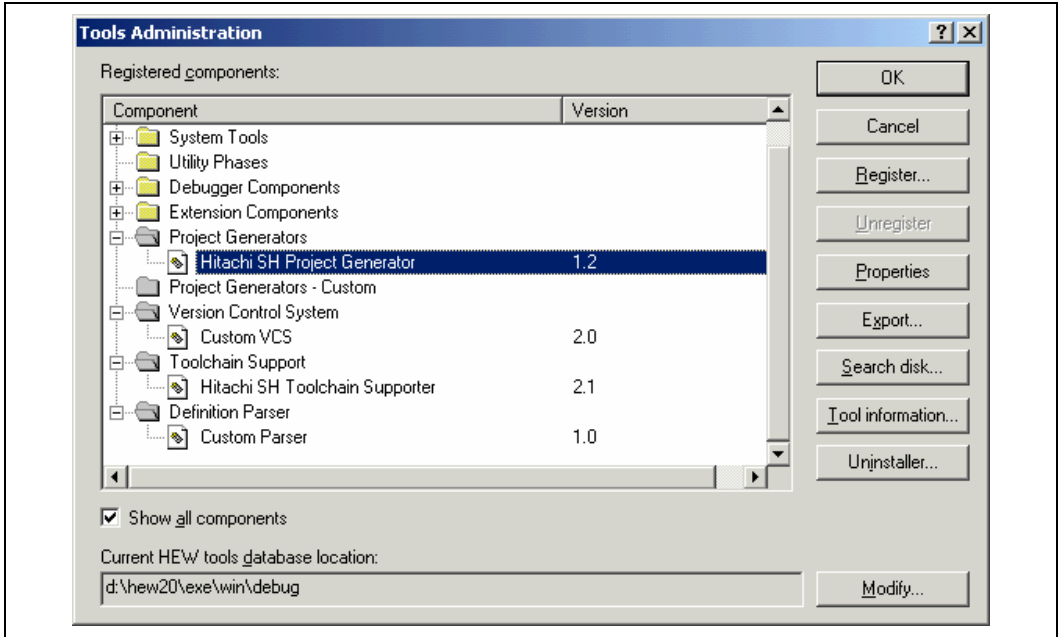 Tools Administration
Registered components:
Component Version
System Tools
Utility Phases
Debugger Components
Extension Components
Project Generators
Hitachi SH Project Generator 1.2
Project Generators - Custom
Version Control System
Custom VCS 2.0
Toolchain Support
Hitachi SH Toolchain Supporter 2.1
Definition Parser
Custom Parser 1.0
Show all components
Current HEW tools database location:
d:\hew20\exe\win\debug
OK
Cancel
Register...
Unregister
Properties
Export...
Search disk...
Tool information...
Uninstaller...
Modify...